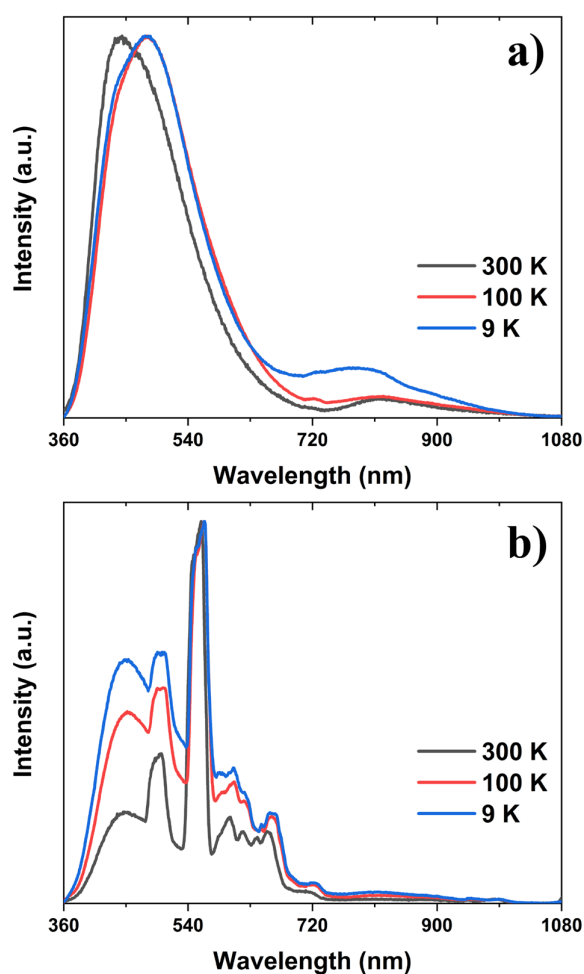 a)
Intensity (a.u.)
300 K
100 K
9 K
360 540 720 900 1080
Wavelength (nm)
b)
Intensity (a.u.)
300 K
100 K
9 K
360 540 720 900 1080
Wavelength (nm)